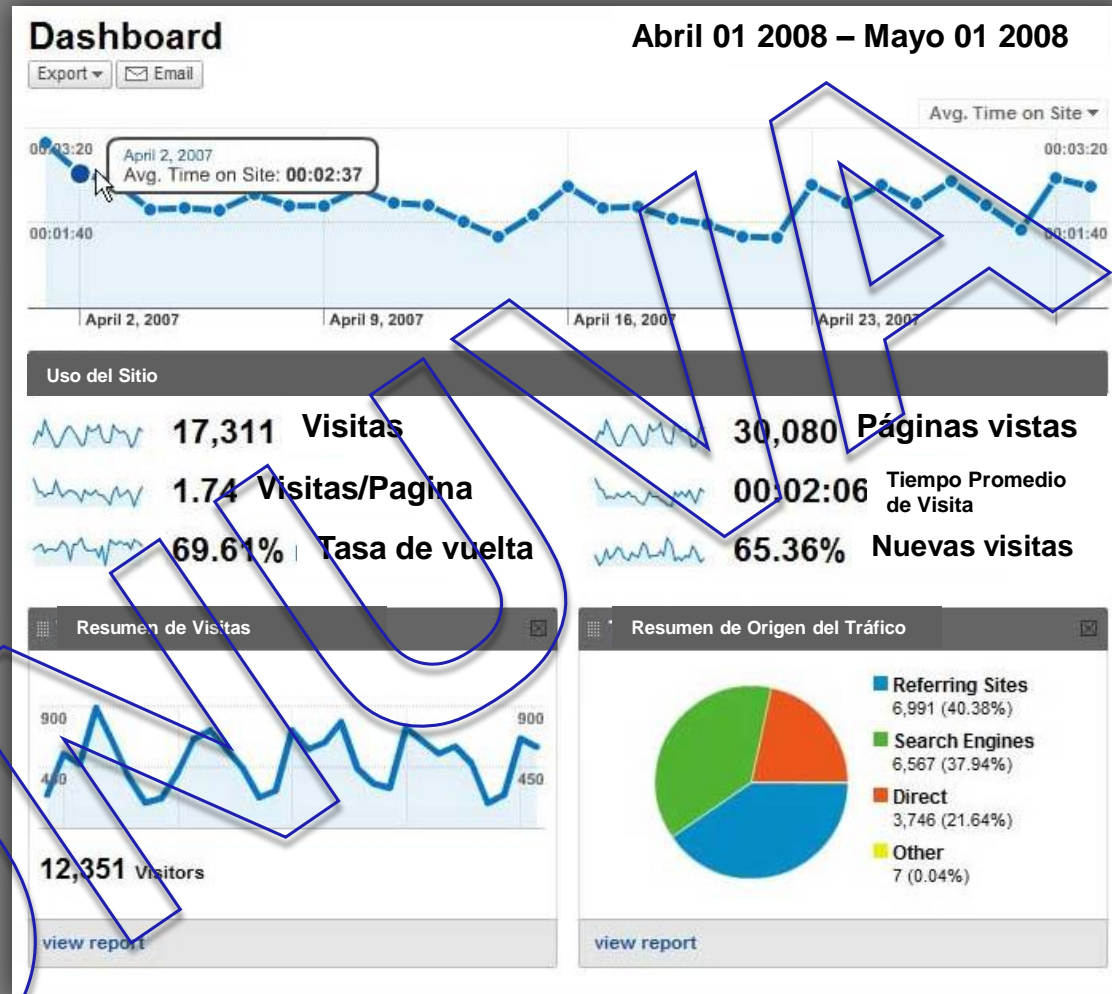 Dashboard
Abril 01 2008 – Mayo 01 2008
Export
Email
Avg. Time on Site
00:03:20
00:03:20
April 2, 2007
Avg. Time on Site: 00:02:37
00:01:40
00:01:40
April 2, 2007
April 9, 2007
April 16, 2007
April 23, 2007
Uso del Sitio
17,311 Visitas
30,080 Páginas vistas
1.74 Visitas/Pagina
00:02:06 Tiempo Promedio
de Visita
69.61% Tasa de vuelta
65.36% Nuevas visitas
Resumen de Visitas
900
900
450
450
12,351 Visitors
view report
Resumen de Origen del Tráfico
Referring Sites
6,991 (40.38%)
Search Engines
6,567 (37.94%)
Direct
3,746 (21.64%)
Other
7 (0.04%)
view report